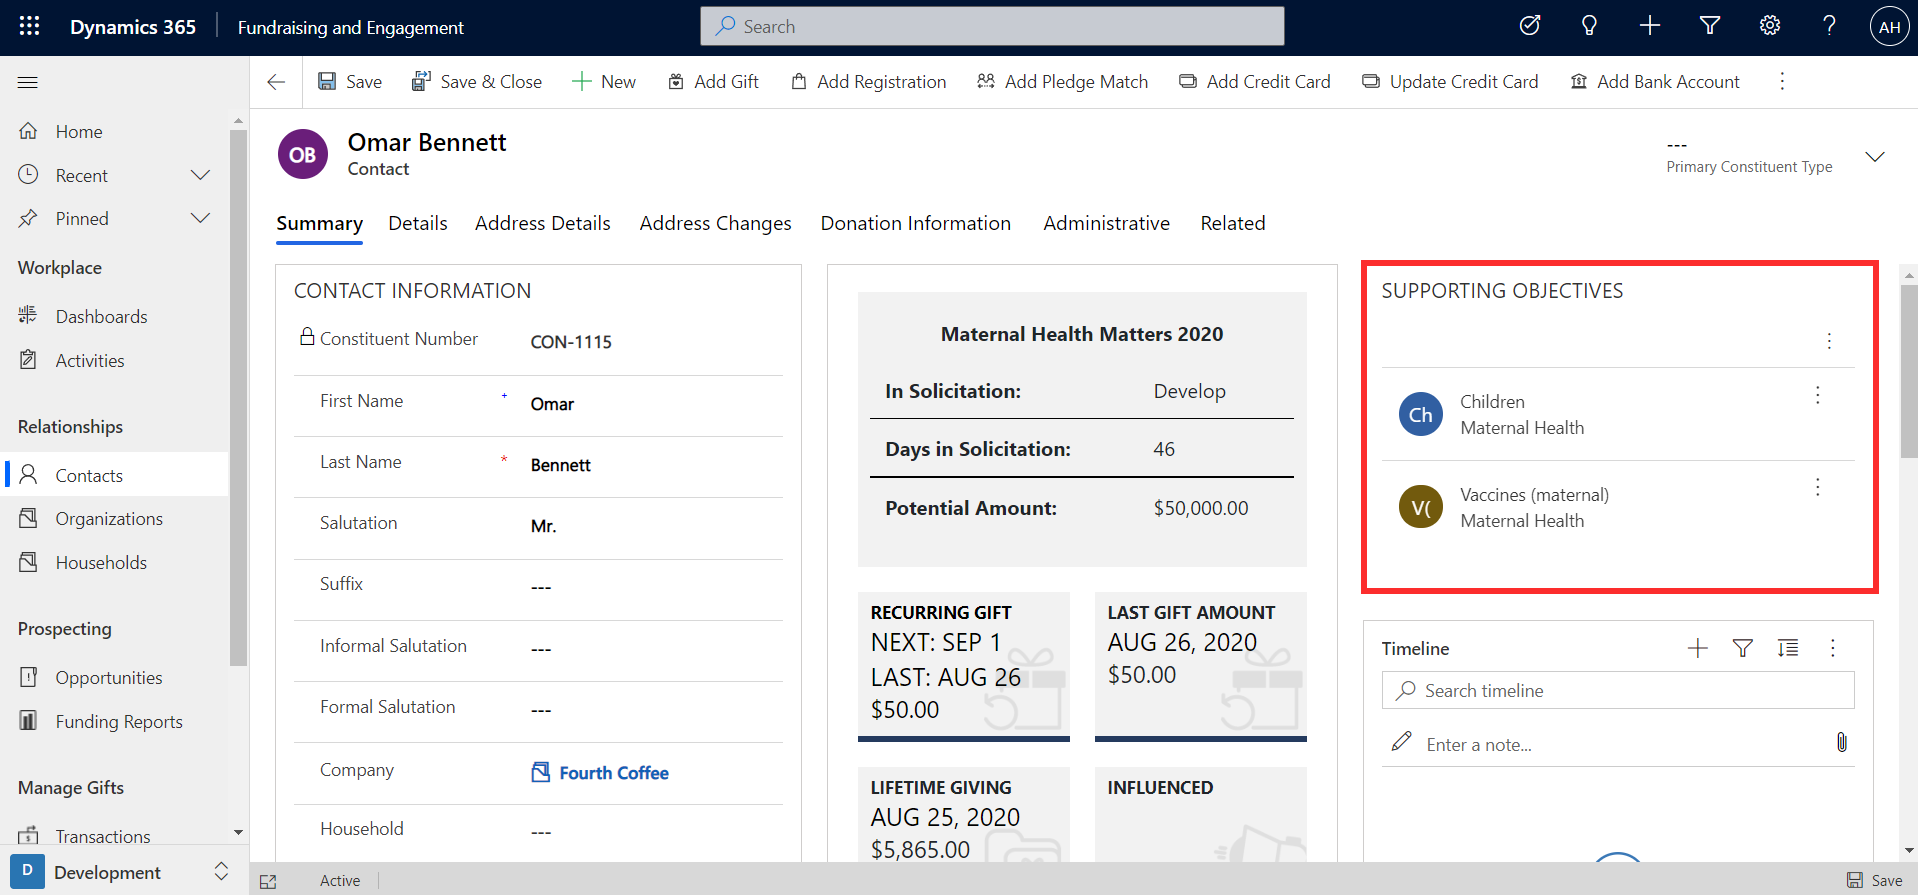 Dynamics 365
Fundraising and Engagement
Search
AH
Save
Save & Close
New
Add Gift
Add Registration
Add Pledge Match
Add Credit Card
Update Credit Card
Add Bank Account
Home
Recent
Pinned
Workplace
Dashboards
Activities
Relationships
Contacts
Organizations
Households
Prospecting
Opportunities
Funding Reports
Manage Gifts
Transactions
D
Development
OB
Omar Bennett
Contact
---
Primary Constituent Type
Summary
Details
Address Details
Address Changes
Donation Information
Administrative
Related
CONTACT INFORMATION
Constituent Number
CON-1115
First Name
+
Omar
Last Name
*
Bennett
Salutation
Mr.
Suffix
---
Informal Salutation
---
Formal Salutation
---
Company
Fourth Coffee
Household
---
Maternal Health Matters 2020
In Solicitation:
Develop
Days in Solicitation:
46
Potential Amount:
$50,000.00
RECURRING GIFT
NEXT: SEP 1
LAST: AUG 26
$50.00
LAST GIFT AMOUNT
AUG 26, 2020
$50.00
LIFETIME GIVING
AUG 25, 2020
$5,865.00
INFLUENCED
SUPPORTING OBJECTIVES
Ch
Children
Maternal Health
V(
Vaccines (maternal)
Maternal Health
Timeline
Search timeline
Enter a note...
Active
Save